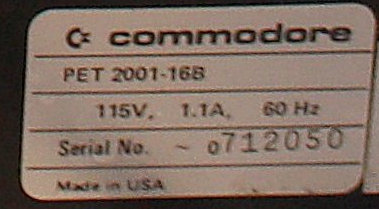 commodore
PET 2001-16B
115V, 1.1A, 60 Hz
Serial No. ~ 0712050
Made in USA